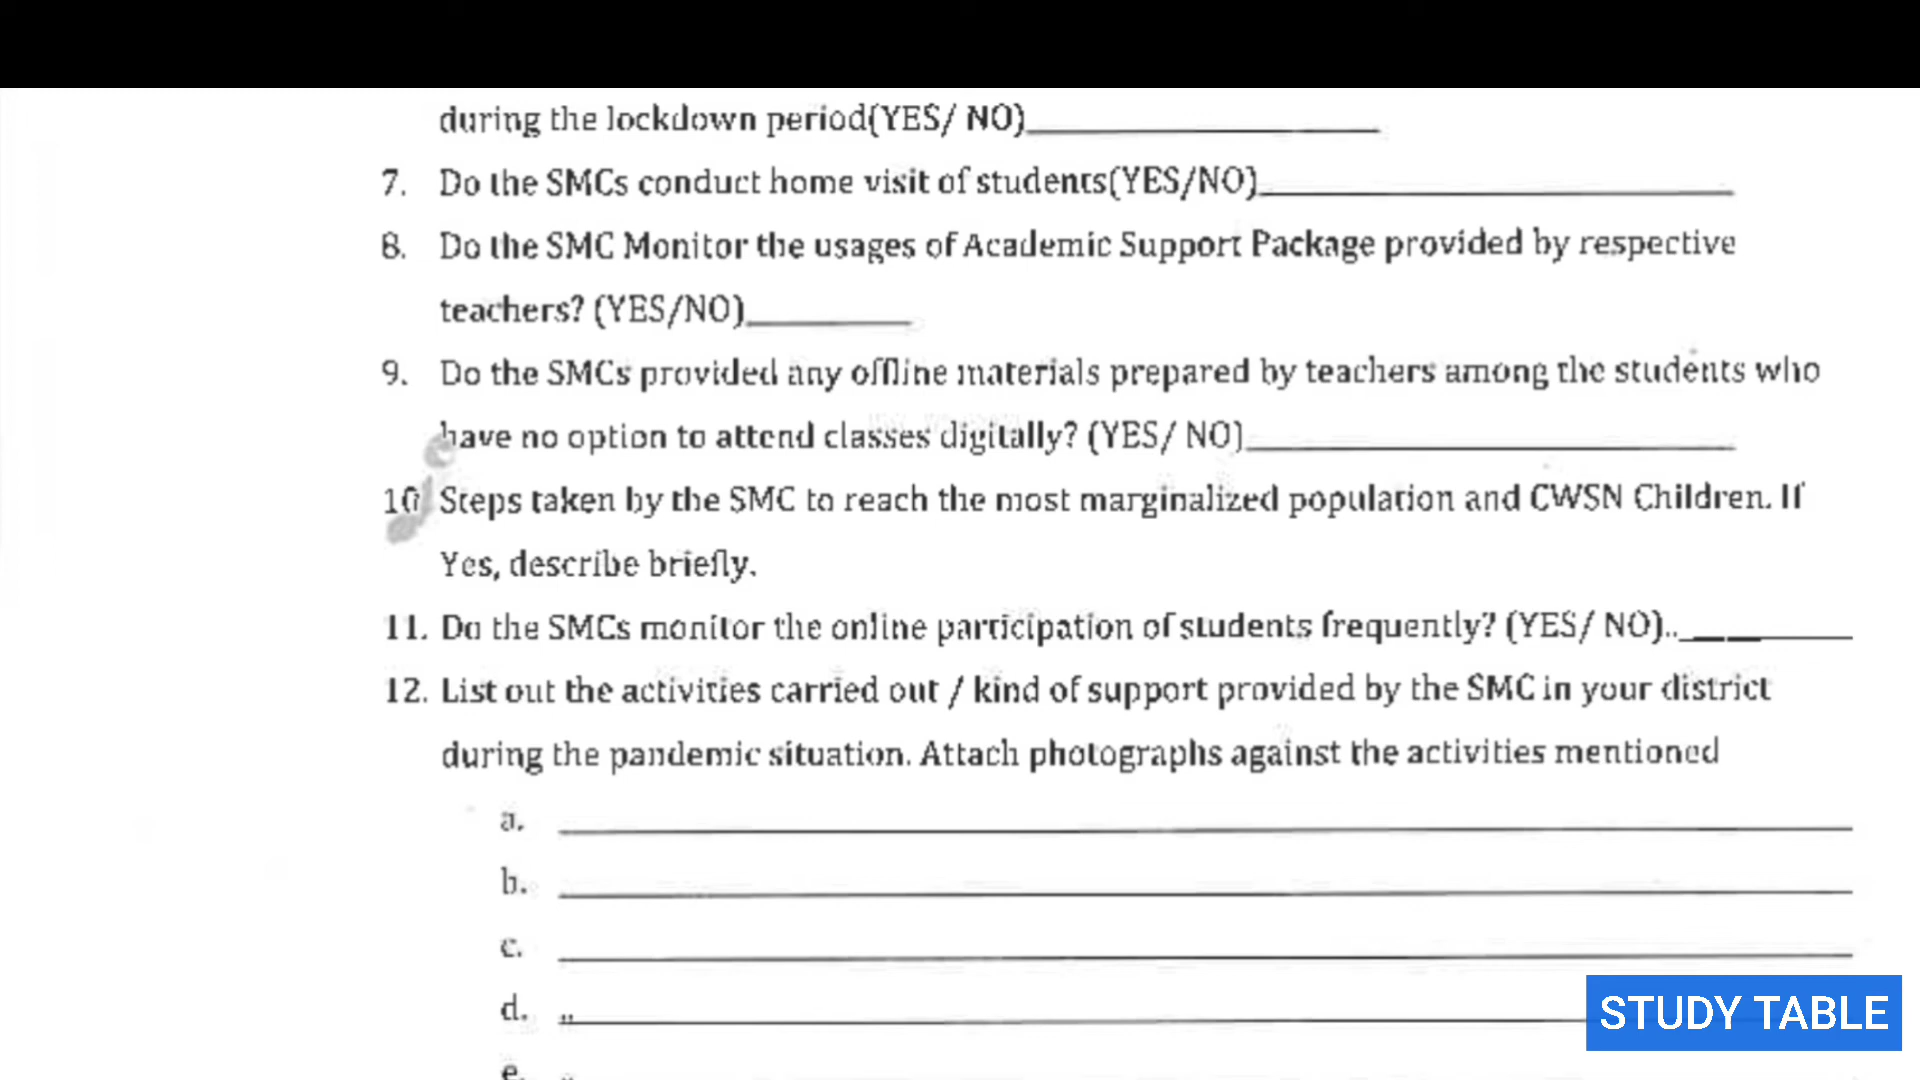 during the lockdown period(YES/ NO)
7. Do the SMCs conduct home visit of students(YES/NO)
8. Do the SMC Monitor the usages of Academic Support Package provided by respective
teachers? (YES/NO)
9. Do the SMCs provided any offline materials prepared by teachers among the students who
have no option to attend classes digitally? (YES/ NO)
10. Steps taken by the SMC to reach the most marginalized population and CWSN Children. If
Yes, describe briefly.
11. Do the SMCs monitor the online participation of students frequently? (YES/ NO)..
12. List out the activities carried out / kind of support provided by the SMC in your district
during the pandemic situation. Attach photographs against the activities mentioned
a.
b.
c.
d.
e.
STUDY TABLE